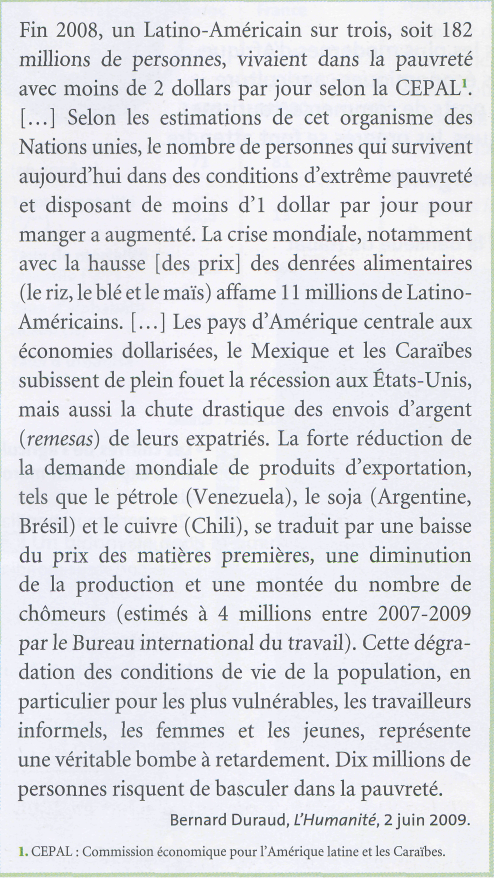 Fin 2008, un Latino-Américain sur trois, soit 182
millions de personnes, vivaient dans la pauvreté
avec moins de 2 dollars par jour selon la CEPAL¹.
[…] Selon les estimations de cet organisme des
Nations unies, le nombre de personnes qui survivent
aujourd'hui dans des conditions d'extrême pauvreté
et disposant de moins d'1 dollar par jour pour
manger a augmenté. La crise mondiale, notamment
avec la hausse [des prix] des denrées alimentaires
(le riz, le blé et le maïs) affame 11 millions de Latino-
Américains. […] Les pays d'Amérique centrale aux
économies dollarisées, le Mexique et les Caraïbes
subissent de plein fouet la récession aux États-Unis,
mais aussi la chute drastique des envois d'argent
(remesas) de leurs expatriés. La forte réduction de
la demande mondiale de produits d'exportation,
tels que le pétrole (Venezuela), le soja (Argentine,
Brésil) et le cuivre (Chili), se traduit par une baisse
du prix des matières premières, une diminution
de la production et une montée du nombre de
chômeurs (estimés à 4 millions entre 2007-2009
par le Bureau international du travail). Cette dégra-
dation des conditions de vie de la population, en
particulier pour les plus vulnérables, les travailleurs
informels, les femmes et les jeunes, représente
une véritable bombe à retardement. Dix millions de
personnes risquent de basculer dans la pauvreté.
Bernard Duraud, L'Humanité, 2 juin 2009.
1. CEPAL : Commission économique pour l'Amérique latine et les Caraïbes.